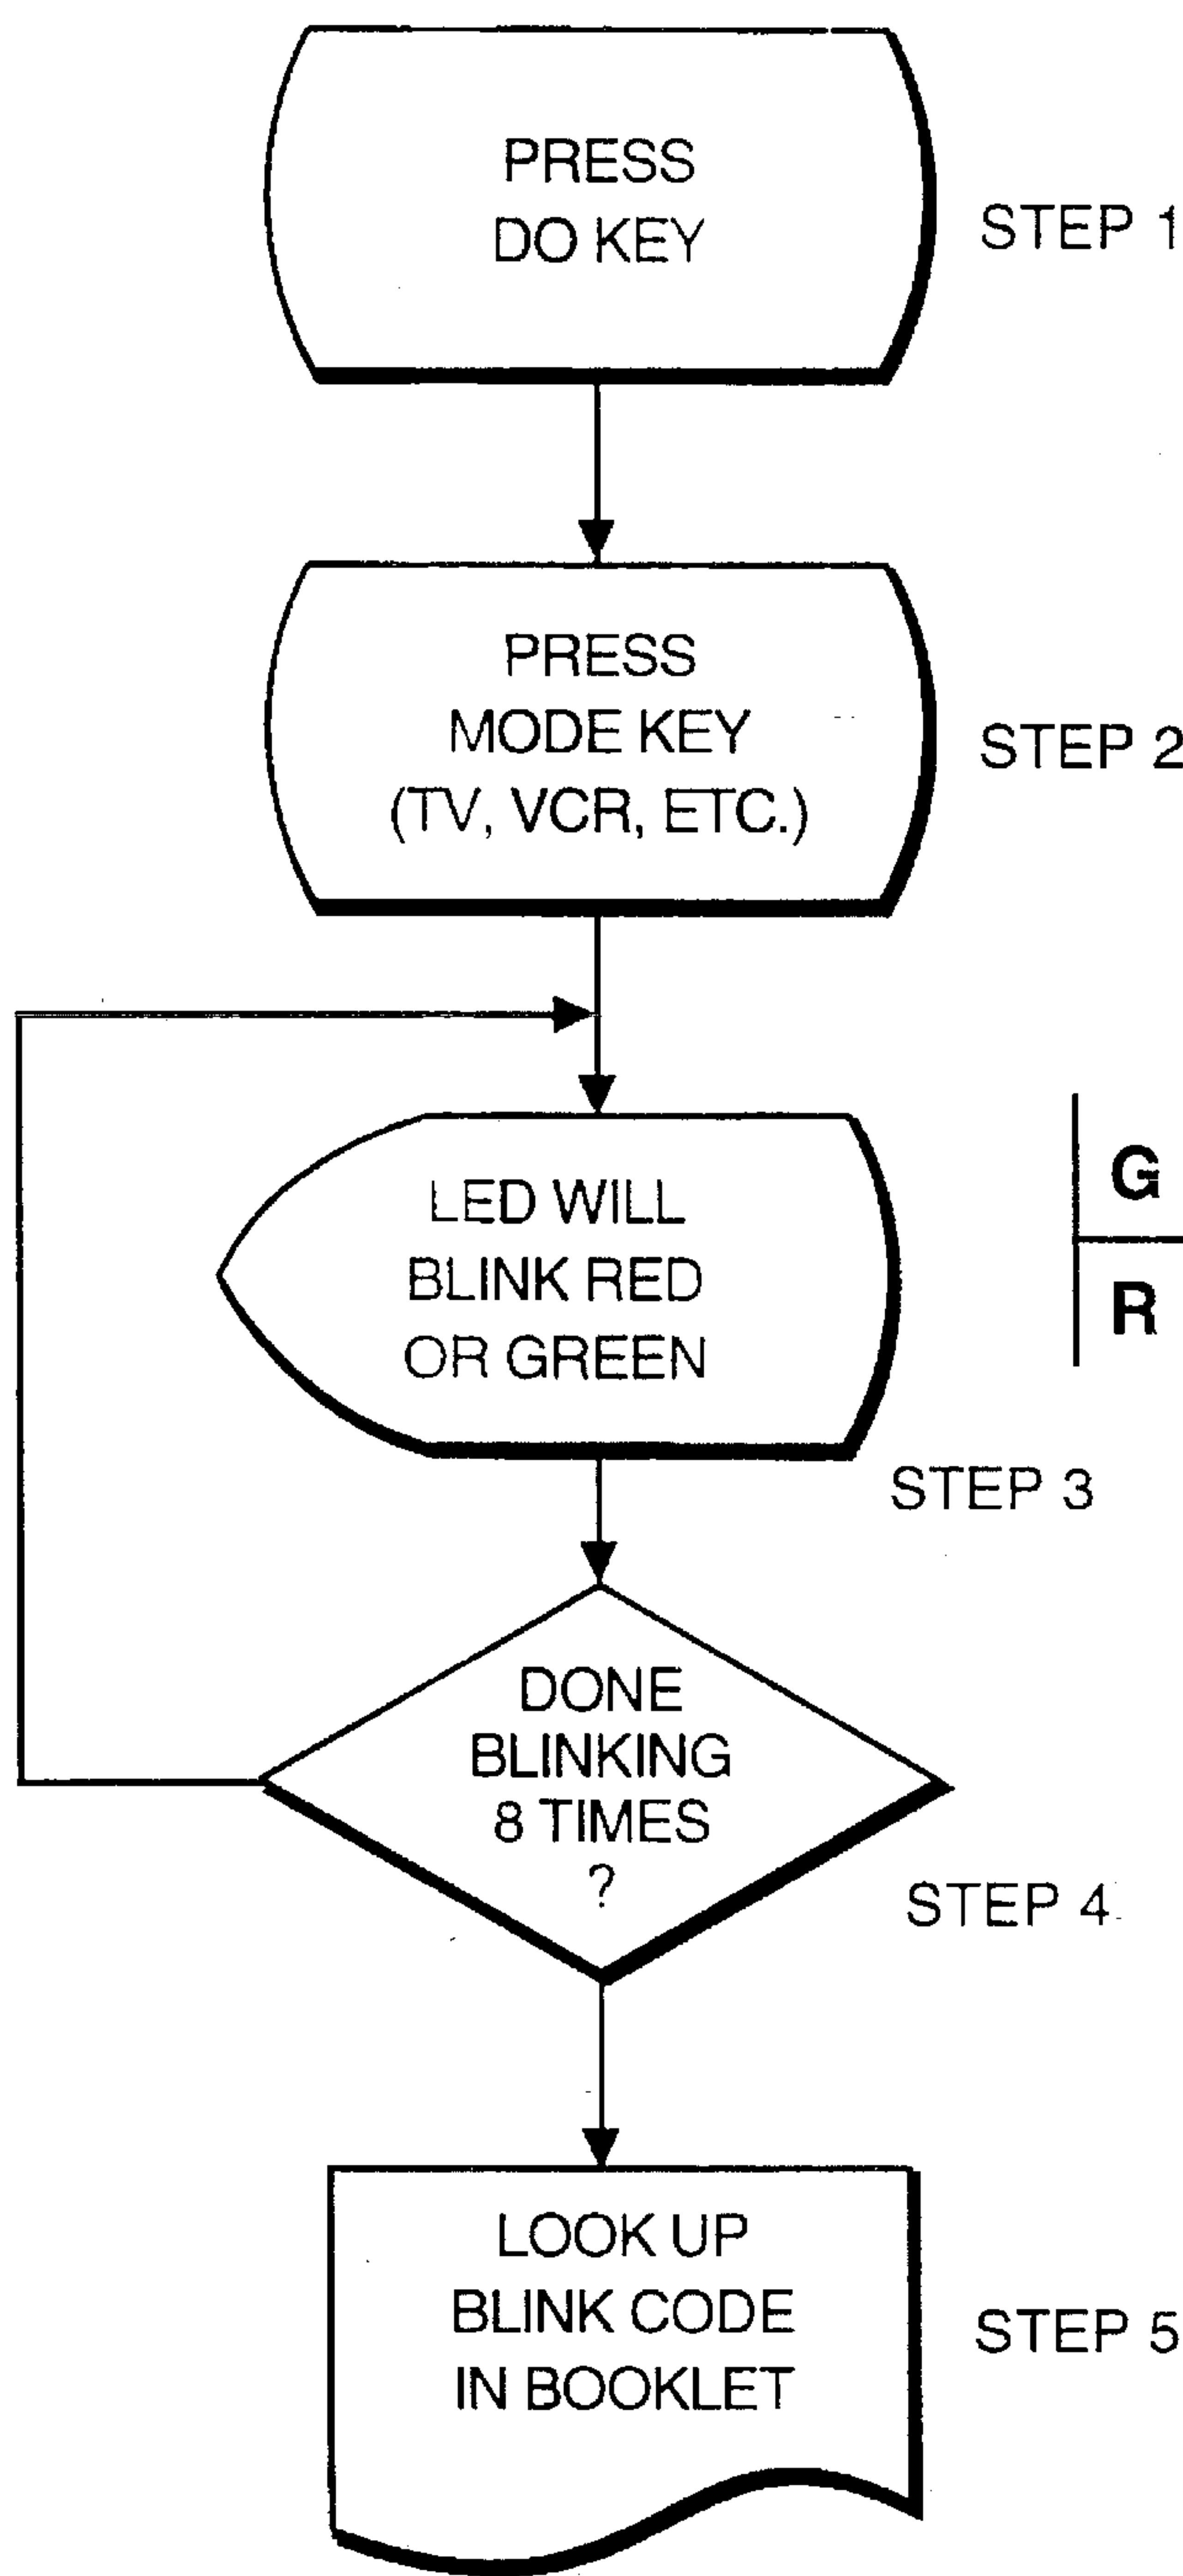 PRESS
DO KEY
STEP 1
PRESS
MODE KEY
(TV, VCR, ETC.)
STEP 2
LED WILL
BLINK RED
OR GREEN
G
R
STEP 3
DONE
BLINKING
8 TIMES
?
STEP 4
LOOK UP
BLINK CODE
IN BOOKLET
STEP 5